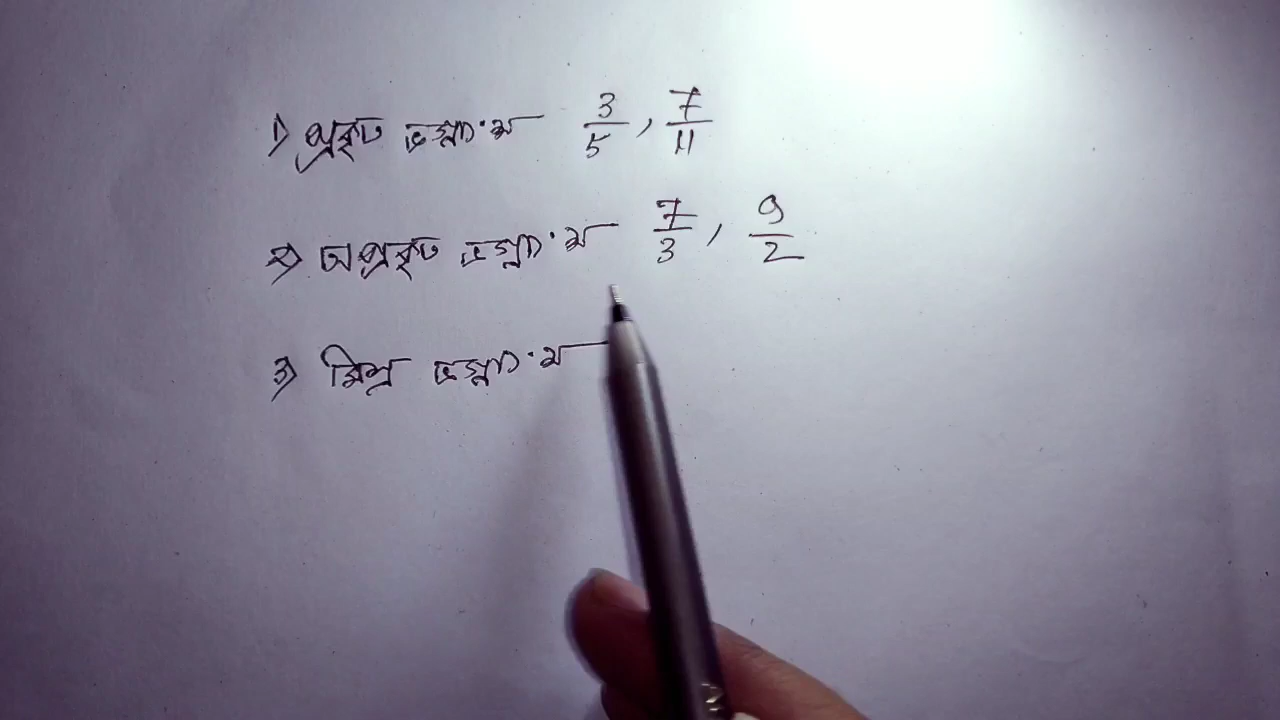 ১) প্রকৃত ভগ্নাংশ 3/5, 7/11
২) অপ্রকৃত ভগ্নাংশ 7/3, 9/2
৩) মিশ্র ভগ্নাংশ